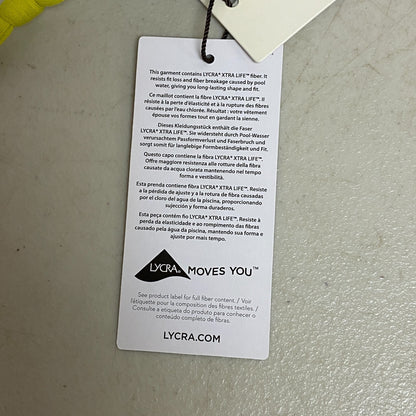 This garment contains LYCRA® XTRA LIFE™ fiber. It
resists fit loss and fiber breakage caused by pool
water, giving you long-lasting shape and fit.
Ce maillot contient la fibre LYCRA® XTRA LIFE™. Il
résiste à la perte d'élasticité et à la rupture des fibres
causées par l'eau chlorée. Résultat : votre vêtement
épouse vos formes tout en gardant la sienne.
Dieses Kleidungsstück enthält die Faser
LYCRA® XTRA LIFE™. Sie widersteht durch Pool-Wasser
verursachtem Passformverlust und Faserbruch und
sorgt somit für langlebige Formbeständigkeit und Fit.
Questo capo contiene la fibra LYCRA® XTRA LIFE™.
Offre maggiore resistenza alle rotture della fibra
causate da acqua clorata mantenendo nel tempo
forma e vestibilità.
Esta prenda contiene fibra LYCRA® XTRA LIFE™. Resiste
a la pérdida de ajuste y a la rotura de fibra causadas
por el cloro del agua de la piscina, proporcionando
sujección y forma duraderos.
Esta peça contém fio LYCRA® XTRA LIFE™. Resiste à
perda da elasticidade e ao rompimento das fibras
causado pela água da piscina, mantendo sua forma e
ajuste por mais tempo.
LYCRA® MOVES YOU™
See product label for full fiber content. / Voir
l'étiquette pour la composition des fibres textiles. /
Consulte a etiqueta do produto para conhecer o
conteúdo completo de fibras.
LYCRA.COM